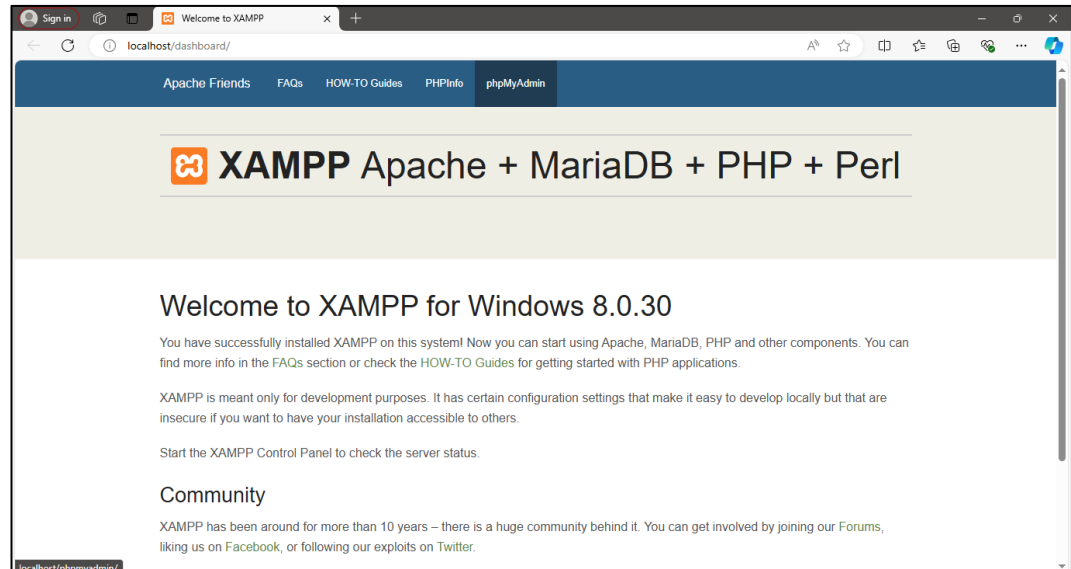 Sign in
Welcome to XAMPP
localhost/dashboard/
Apache Friends FAQs HOW-TO Guides PHPInfo phpMyAdmin
XAMPP Apache + MariaDB + PHP + Perl
Welcome to XAMPP for Windows 8.0.30
You have successfully installed XAMPP on this system! Now you can start using Apache, MariaDB, PHP and other components. You can
find more info in the FAQs section or check the HOW-TO Guides for getting started with PHP applications.
XAMPP is meant only for development purposes. It has certain configuration settings that make it easy to develop locally but that are
insecure if you want to have your installation accessible to others.
Start the XAMPP Control Panel to check the server status.
Community
XAMPP has been around for more than 10 years – there is a huge community behind it. You can get involved by joining our Forums,
liking us on Facebook, or following our exploits on Twitter.
localhost/phpmyadmin/